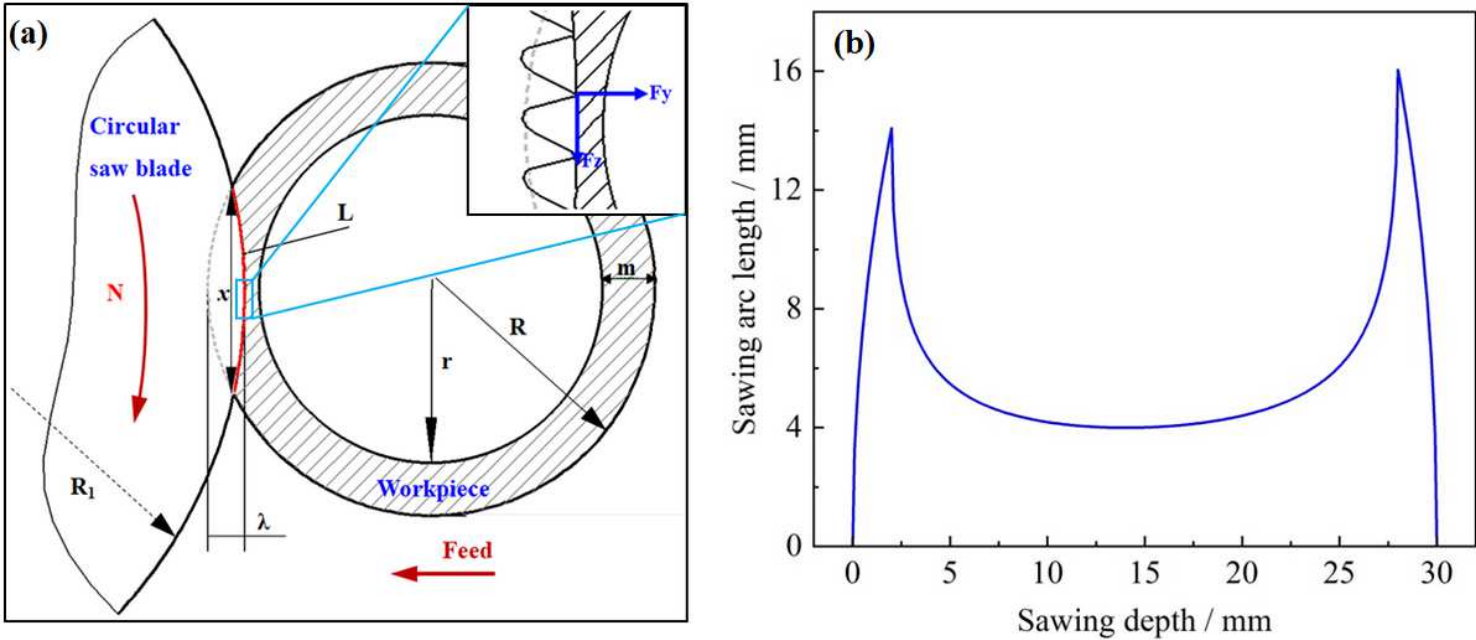 (a)
Circular
saw blade
N
R₁
x
λ
L
Fy
Fz
m
R
r
Workpiece
Feed
(b)
Sawing arc length / mm
16
12
8
4
0
0 5 10 15 20 25 30
Sawing depth / mm